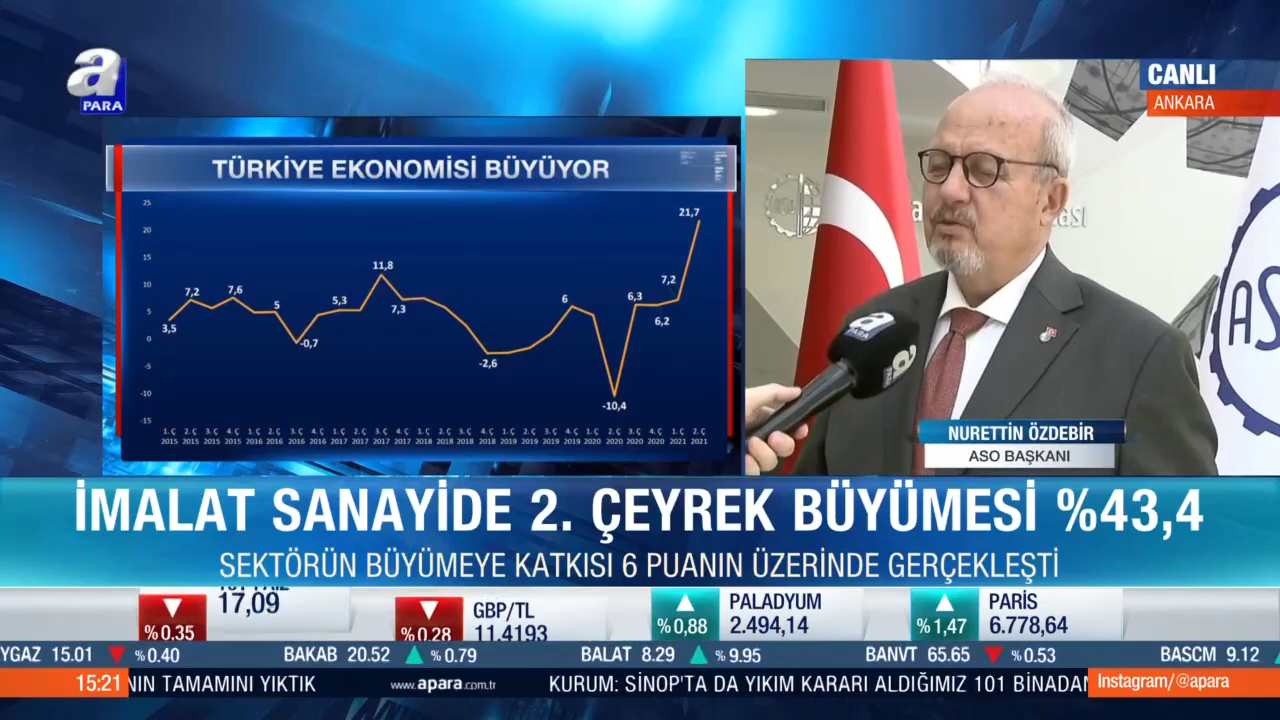 a
PARA
CANLI
ANKARA
TÜRKİYE EKONOMİSİ BÜYÜYOR
25
20
15
10
5
0
-5
-10
-15
3,5
7,2
7,6
5
-0,7
5,3
11,8
7,3
-2,6
6
-10,4
6,3
6,2
7,2
21,7
1. Ç 2. Ç 3. Ç 4. Ç 1. Ç 2. Ç 3. Ç 4. Ç 1. Ç 2. Ç 3. Ç 4. Ç 1. Ç 2. Ç 3. Ç 4. Ç 1. Ç 2. Ç 3. Ç 4. Ç 1. Ç 2. Ç 3. Ç 4. Ç 1. Ç 2. Ç
2015 2015 2015 2015 2016 2016 2016 2016 2017 2017 2017 2017 2018 2018 2018 2018 2019 2019 2019 2019 2020 2020 2020 2020 2021 2021
a
PARA
NURETTİN ÖZDEBİR
ASO BAŞKANI
İMALAT SANAYİDE 2. ÇEYREK BÜYÜMESİ %43,4
SEKTÖRÜN BÜYÜMEYE KATKISI 6 PUANIN ÜZERİNDE GERÇEKLEŞTİ
%0.35 17,09
%0.28 GBP/TL 11.4193
%0,88 PALADYUM 2.494,14
%1,47 PARİS 6.778,64
YGAZ 15.01 %0.40 BAKAB 20.52 %0.79 BALAT 8.29 %9.95 BANVT 65.65 %0.53 BASCM 9.12
15:21 NIN TAMAMINI YIKTIK www.apara.com.tr KURUM: SİNOP'TA DA YIKIM KARARI ALDIĞIMIZ 101 BİNADAN Instagram/@apara